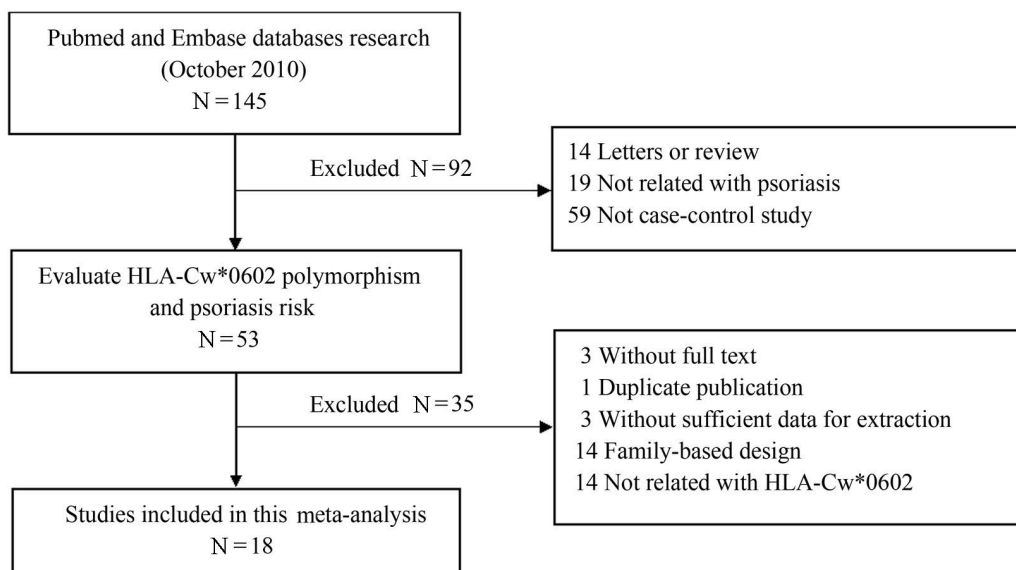 Pubmed and Embase databases research
(October 2010)
N = 145
Excluded N = 92
14 Letters or review
19 Not related with psoriasis
59 Not case-control study
Evaluate HLA-Cw*0602 polymorphism
and psoriasis risk
N = 53
Excluded N = 35
3 Without full text
1 Duplicate publication
3 Without sufficient data for extraction
14 Family-based design
14 Not related with HLA-Cw*0602
Studies included in this meta-analysis
N = 18